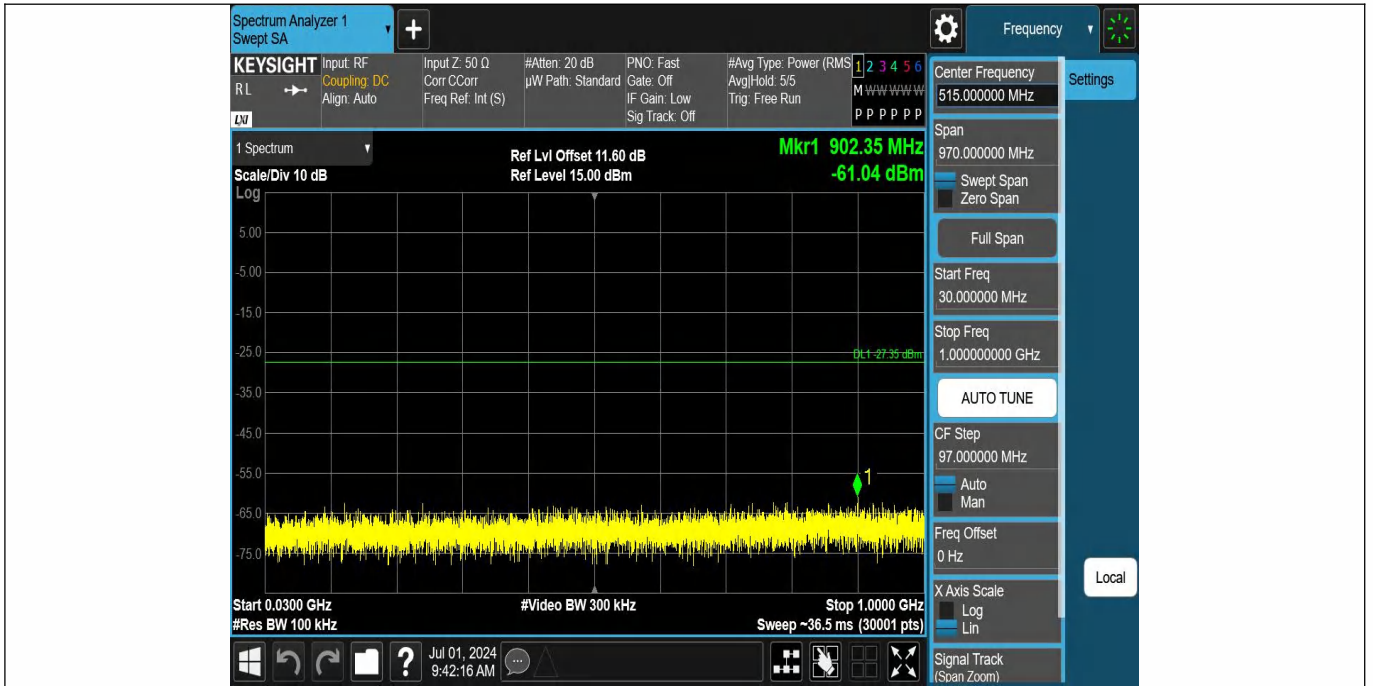 Spectrum Analyzer 1
Swept SA
+
Frequency
KEYSIGHT
RL
LXI
Input: RF
Coupling: DC
Align: Auto
Input Z: 50 Ω
Corr CCorr
Freq Ref: Int (S)
#Atten: 20 dB
µW Path: Standard
PNO: Fast
Gate: Off
IF Gain: Low
Sig Track: Off
#Avg Type: Power (RMS
Avg|Hold: 5/5
Trig: Free Run
1 2 3 4 5 6
M W W W W W
P P P P P P
1 Spectrum
Scale/Div 10 dB
Log
Ref Lvl Offset 11.60 dB
Ref Level 15.00 dBm
Mkr1 902.35 MHz
-61.04 dBm
5.00
-5.00
-15.0
-25.0
DL1 -27.35 dBm
-35.0
-45.0
-55.0
1
-65.0
-75.0
Start 0.0300 GHz
#Res BW 100 kHz
#Video BW 300 kHz
Stop 1.0000 GHz
Sweep ~36.5 ms (30001 pts)
Jul 01, 2024
9:42:16 AM
?
Center Frequency
515.000000 MHz
Settings
Span
970.000000 MHz
Swept Span
Zero Span
Full Span
Start Freq
30.000000 MHz
Stop Freq
1.000000000 GHz
AUTO TUNE
CF Step
97.000000 MHz
Auto
Man
Freq Offset
0 Hz
X Axis Scale
Log
Lin
Local
Signal Track
(Span Zoom)